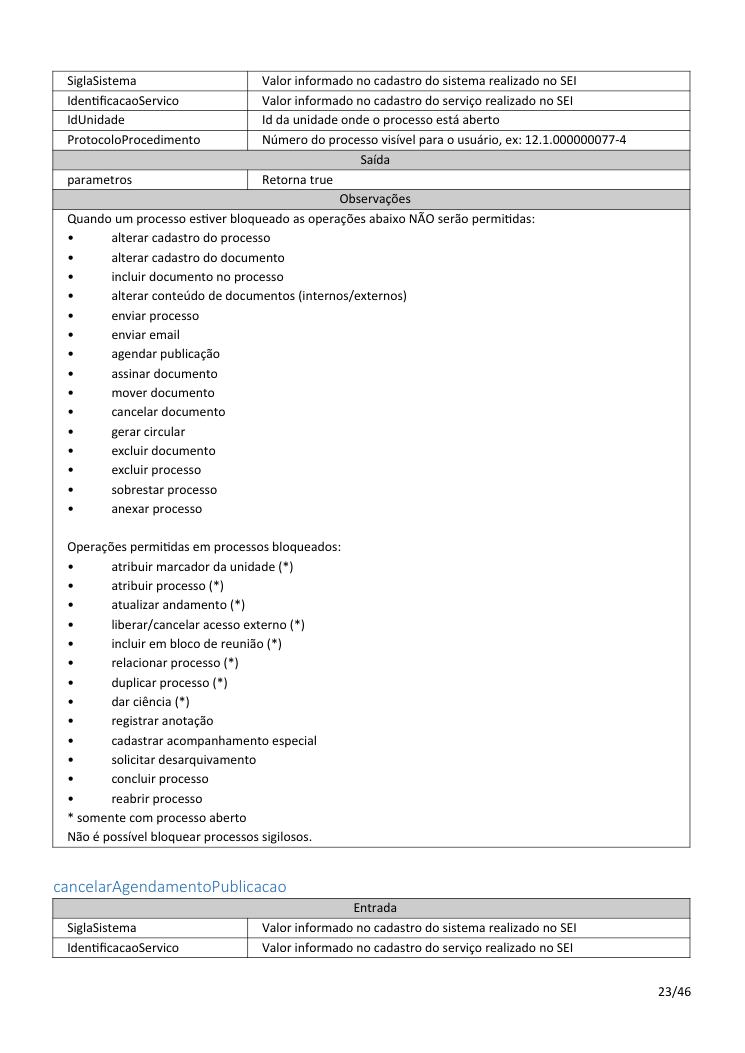 SiglaSistema Valor informado no cadastro do sistema realizado no SEI
IdentificacaoServico Valor informado no cadastro do serviço realizado no SEI
IdUnidade Id da unidade onde o processo está aberto
ProtocoloProcedimento Número do processo visível para o usuário, ex: 12.1.000000077-4
Saída
parametros Retorna true
Observações
Quando um processo estiver bloqueado as operações abaixo NÃO serão permitidas:
• alterar cadastro do processo
• alterar cadastro do documento
• incluir documento no processo
• alterar conteúdo de documentos (internos/externos)
• enviar processo
• enviar email
• agendar publicação
• assinar documento
• mover documento
• cancelar documento
• gerar circular
• excluir documento
• excluir processo
• sobrestar processo
• anexar processo
Operações permitidas em processos bloqueados:
• atribuir marcador da unidade (*)
• atribuir processo (*)
• atualizar andamento (*)
• liberar/cancelar acesso externo (*)
• incluir em bloco de reunião (*)
• relacionar processo (*)
• duplicar processo (*)
• dar ciência (*)
• registrar anotação
• cadastrar acompanhamento especial
• solicitar desarquivamento
• concluir processo
• reabrir processo
* somente com processo aberto
Não é possível bloquear processos sigilosos.
cancelarAgendamentoPublicacao
Entrada
SiglaSistema Valor informado no cadastro do sistema realizado no SEI
IdentificacaoServico Valor informado no cadastro do serviço realizado no SEI
23/46